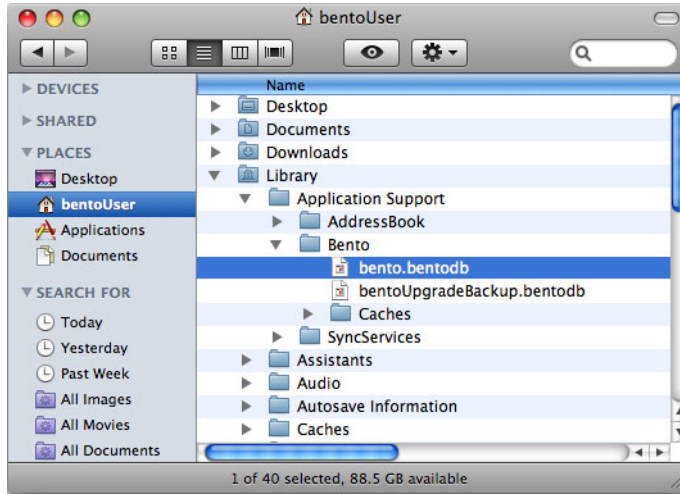 bentoUser
Name
DEVICES
SHARED
PLACES
Desktop
bentoUser
Applications
Documents
SEARCH FOR
Today
Yesterday
Past Week
All Images
All Movies
All Documents
Desktop
Documents
Downloads
Library
Application Support
AddressBook
Bento
bento.bentodb
bentoUpgradeBackup.bentodb
Caches
SyncServices
Assistants
Audio
Autosave Information
Caches
1 of 40 selected, 88.5 GB available